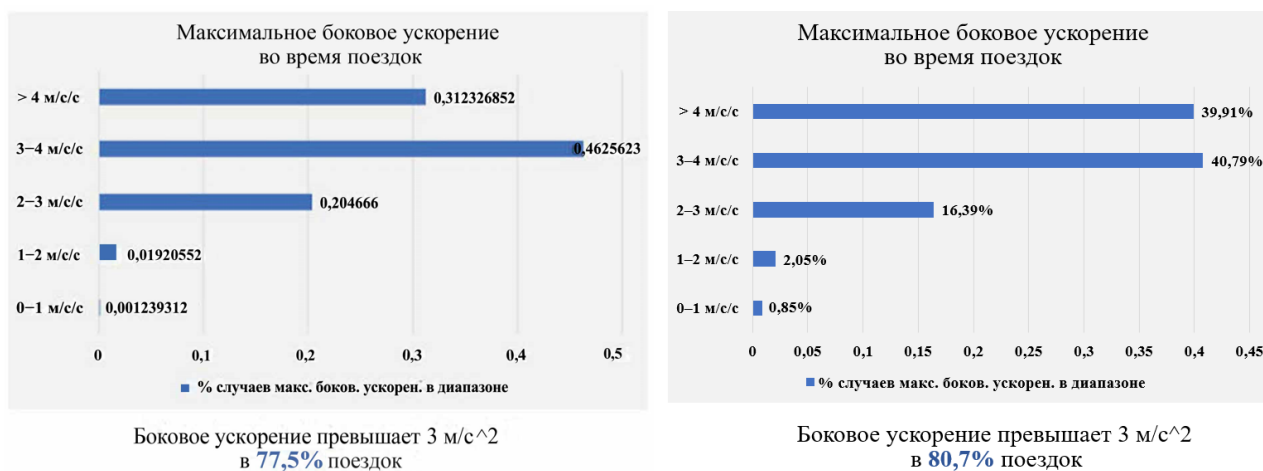 Максимальное боковое ускорение
во время поездок
> 4 м/с/с
0,312326852
3−4 м/с/с
0,4625623
2−3 м/с/с
0,204666
1−2 м/с/с
0,01920552
0−1 м/с/с
0,001239312
0 0,1 0,2 0,3 0,4 0,5
% случаев макс. боков. ускорен. в диапазоне
Боковое ускорение превышает 3 м/с^2
в 77,5% поездок
Максимальное боковое ускорение
во время поездок
> 4 м/с/с
39,91%
3–4 м/с/с
40,79%
2–3 м/с/с
16,39%
1–2 м/с/с
2,05%
0–1 м/с/с
0,85%
0 0,05 0,1 0,15 0,2 0,25 0,3 0,35 0,4 0,45
% случаев макс. боков. ускорен. в диапазоне
Боковое ускорение превышает 3 м/с^2
в 80,7% поездок